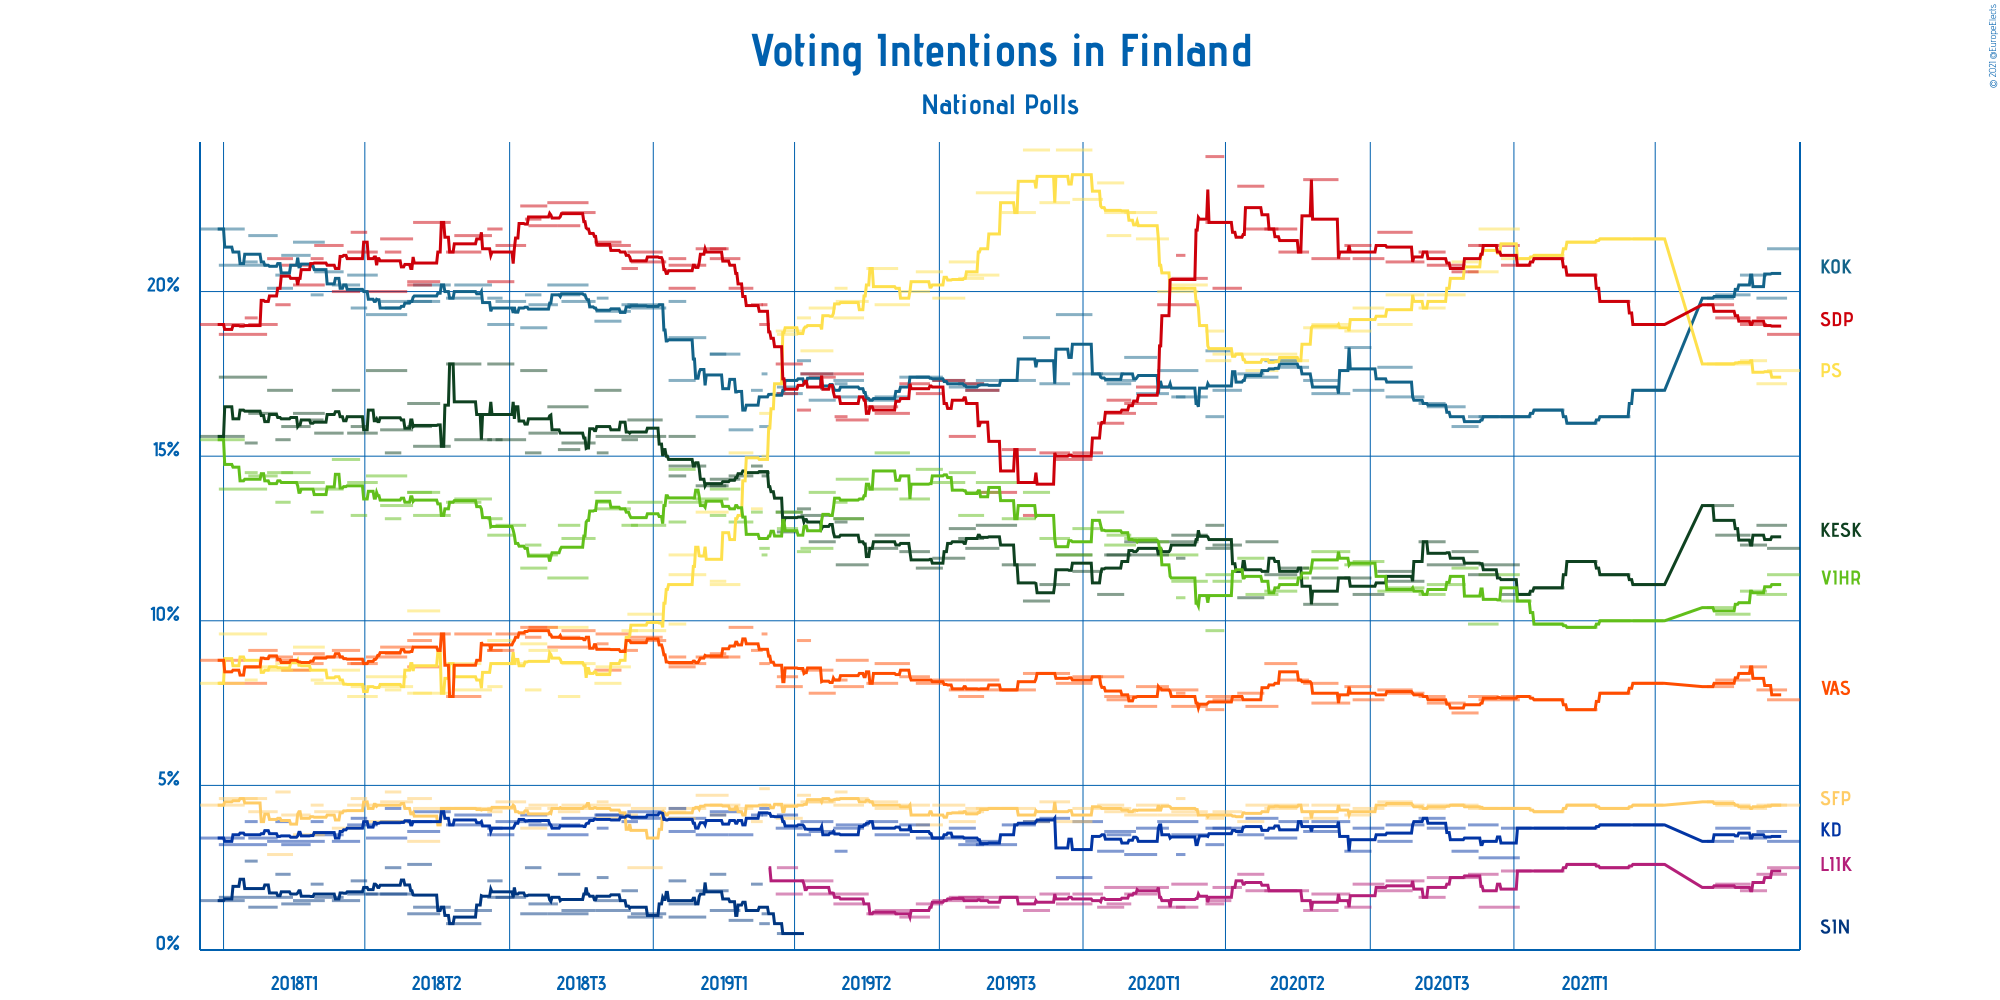 © 2021 @EuropeElects
Voting Intentions in Finland
National Polls
20%
15%
10%
5%
0%
KOK
SDP
PS
KESK
VIHR
VAS
SFP
KD
LIIK
SIN
2018T1
2018T2
2018T3
2019T1
2019T2
2019T3
2020T1
2020T2
2020T3
2021T1